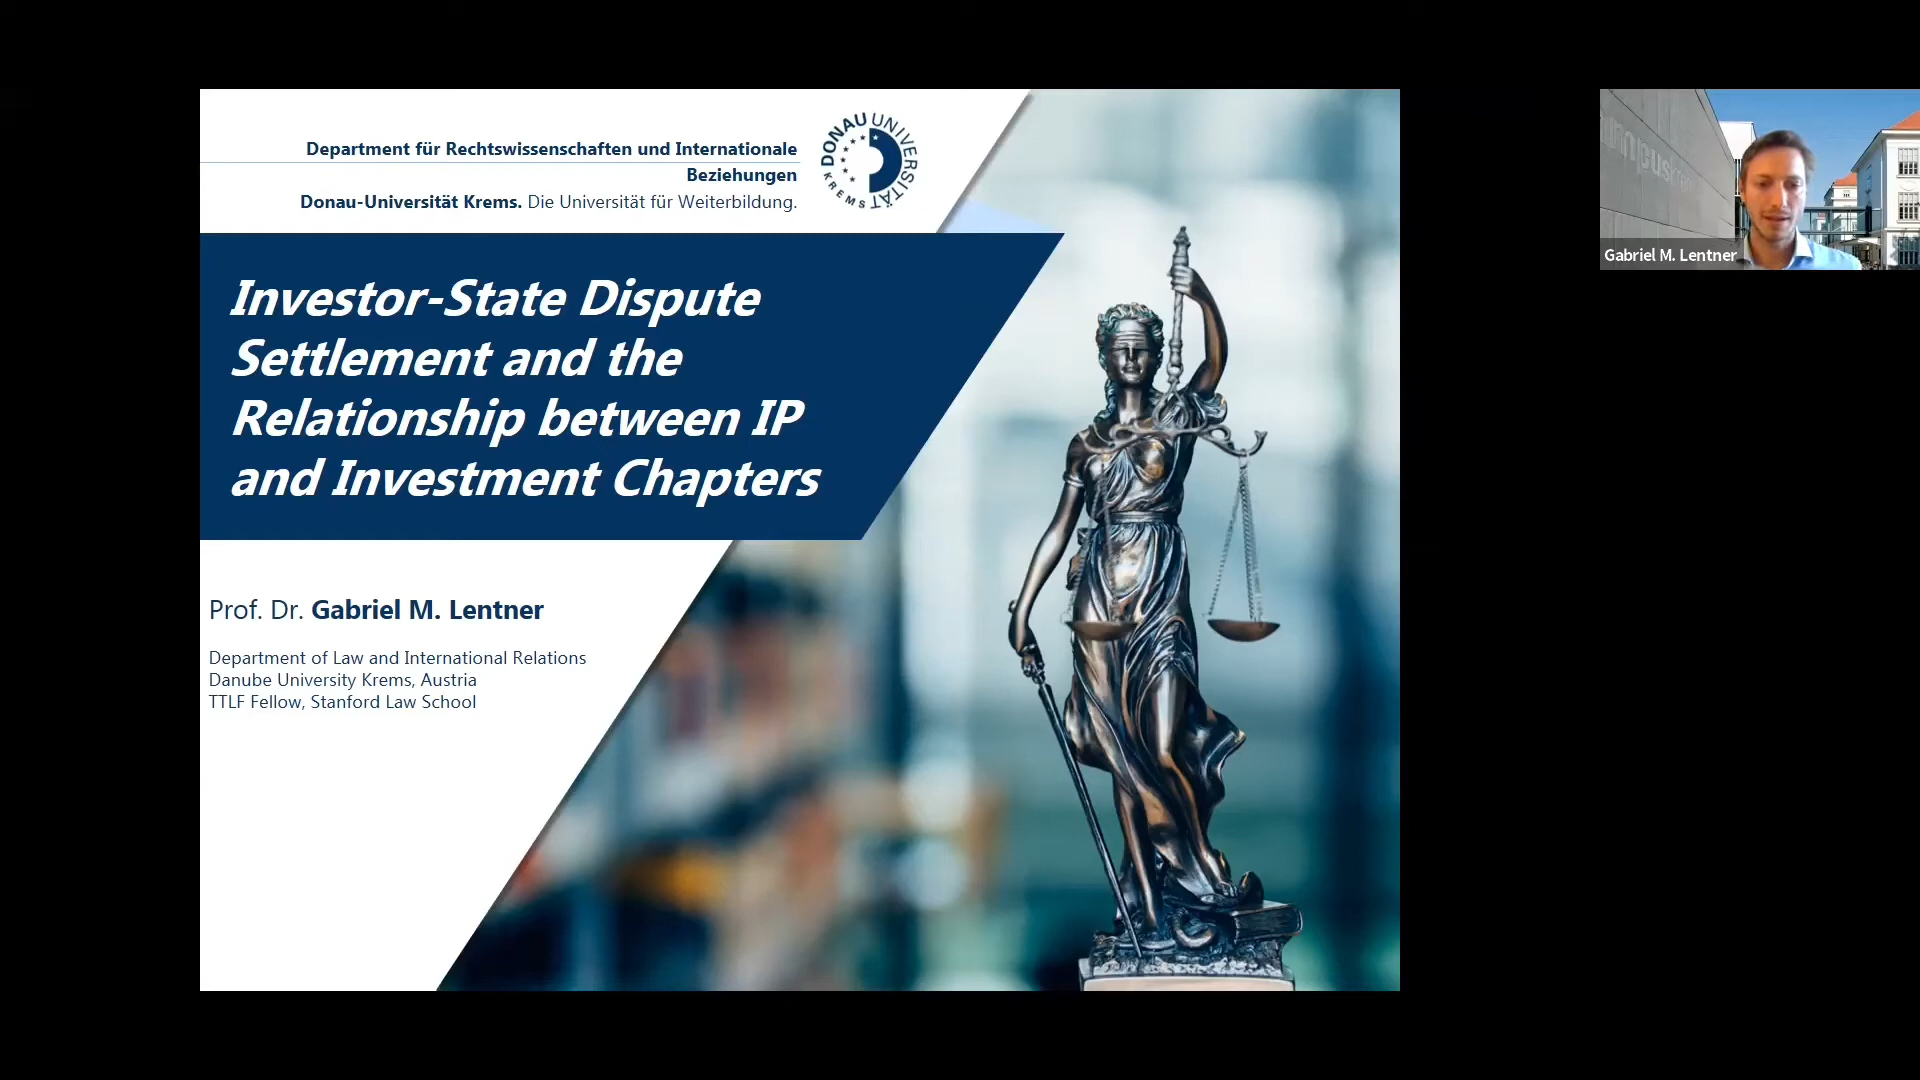 Department für Rechtswissenschaften und Internationale
Beziehungen
Donau-Universität Krems. Die Universität für Weiterbildung.
DONAU UNIVERSITÄT KREMS
Investor-State Dispute
Settlement and the
Relationship between IP
and Investment Chapters
Prof. Dr. Gabriel M. Lentner
Department of Law and International Relations
Danube University Krems, Austria
TTLF Fellow, Stanford Law School
Gabriel M. Lentner